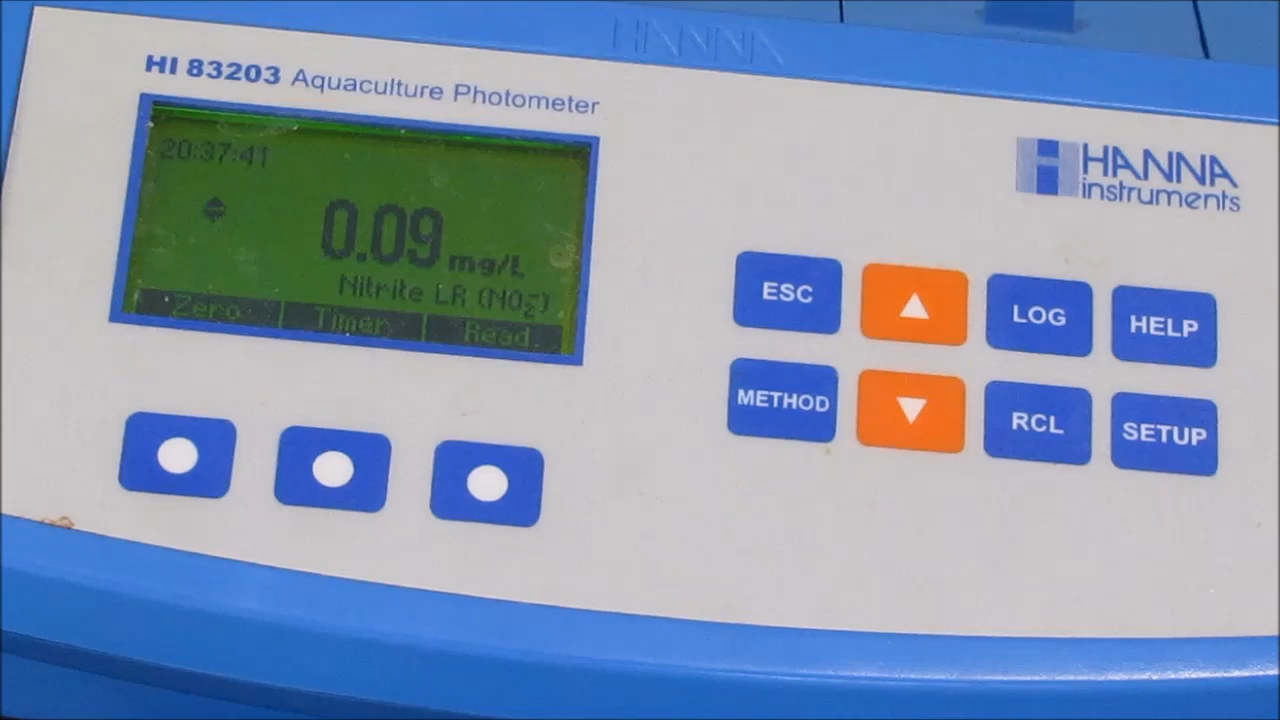 HANNA
HI 83203 Aquaculture Photometer
20:37:41
0.09 mg/L
Nitrite LR (NO₂⁻)
Zero Timer Read
HANNA
instruments
ESC
LOG
HELP
METHOD
RCL
SETUP